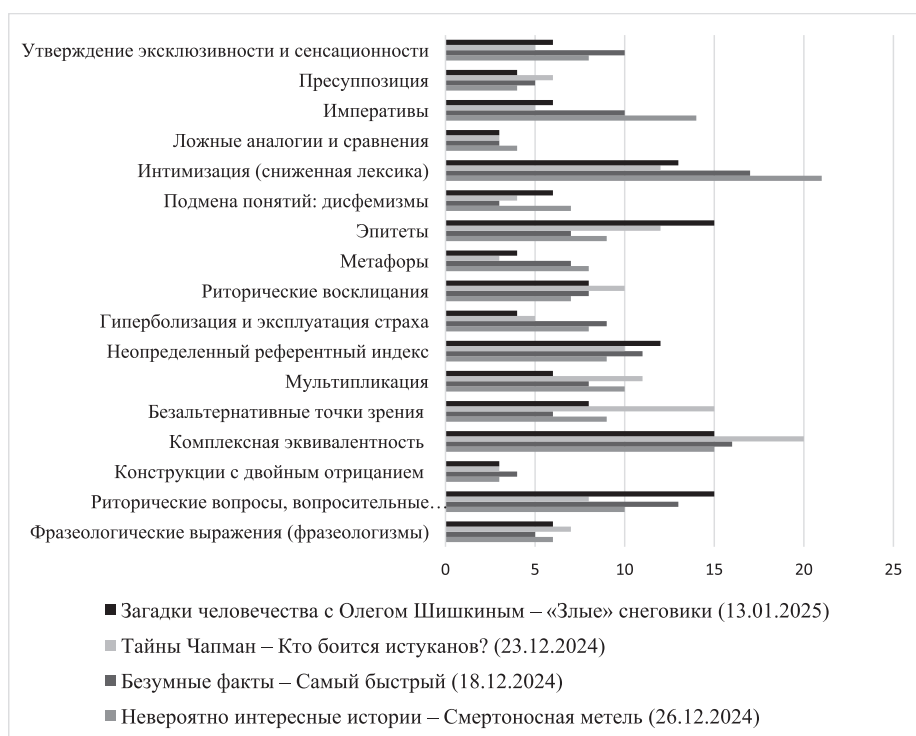 Утверждение эксклюзивности и сенсационности
Пресуппозиция
Императивы
Ложные аналогии и сравнения
Интимизация (сниженная лексика)
Подмена понятий: дисфемизмы
Эпитеты
Метафоры
Риторические восклицания
Гиперболизация и эксплуатация страха
Неопределенный референтный индекс
Мультипликация
Безальтернативные точки зрения
Комплексная эквивалентность
Конструкции с двойным отрицанием
Риторические вопросы, вопросительные…
Фразеологические выражения (фразеологизмы)
0 5 10 15 20 25
Загадки человечества с Олегом Шишкиным – «Злые» снеговики (13.01.2025)
Тайны Чапман – Кто боится истуканов? (23.12.2024)
Безумные факты – Самый быстрый (18.12.2024)
Невероятно интересные истории – Смертоносная метель (26.12.2024)